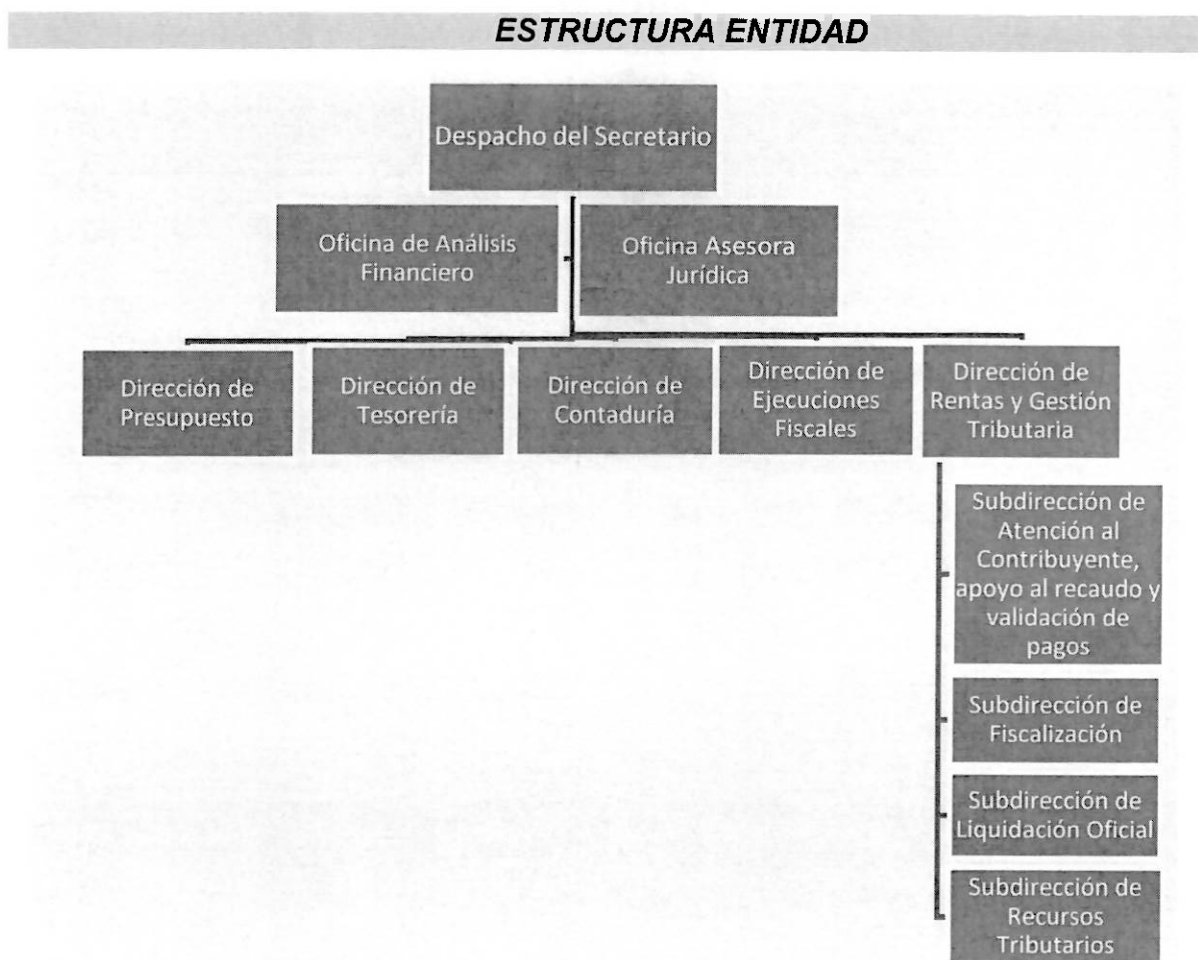 ESTRUCTURA ENTIDAD
Despacho del Secretario
Oficina de Análisis
Financiero
Oficina Asesora
Jurídica
Dirección de
Presupuesto
Dirección de
Tesorería
Dirección de
Contaduría
Dirección de
Ejecuciones
Fiscales
Dirección de
Rentas y Gestión
Tributaria
Subdirección de
Atención al
Contribuyente,
apoyo al recaudo y
validación de
pagos
Subdirección de
Fiscalización
Subdirección de
Liquidación Oficial
Subdirección de
Recursos
Tributarios